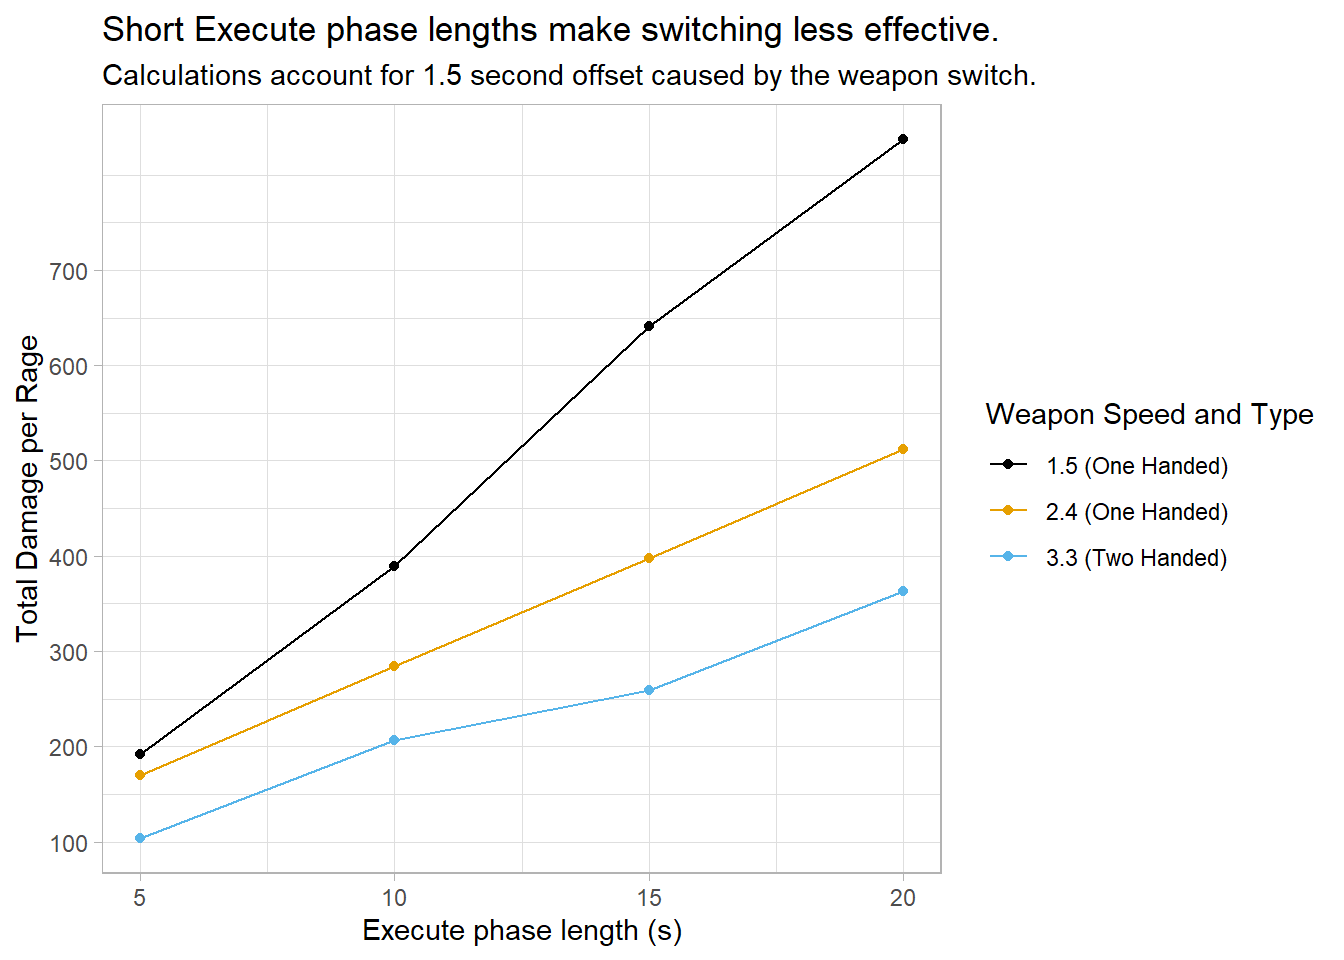 Short Execute phase lengths make switching less effective.
Calculations account for 1.5 second offset caused by the weapon switch.
Total Damage per Rage
700
600
500
400
300
200
100
5
10
15
20
Execute phase length (s)
Weapon Speed and Type
1.5 (One Handed)
2.4 (One Handed)
3.3 (Two Handed)